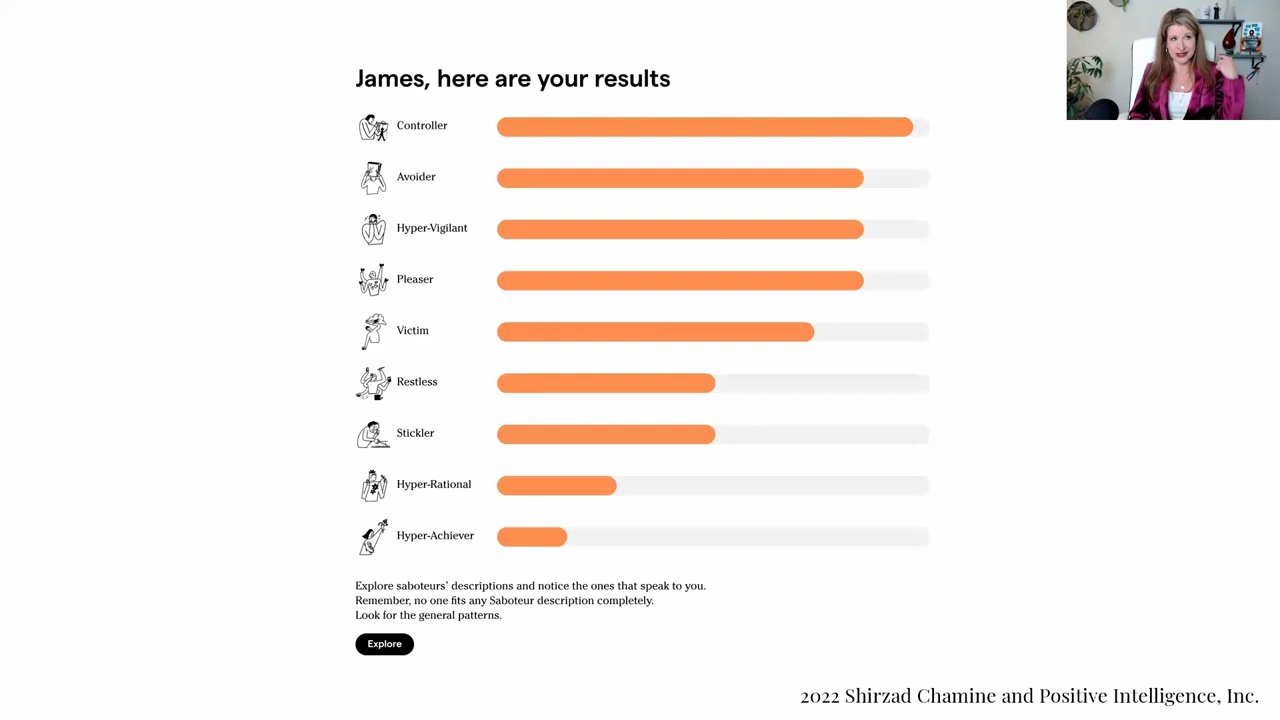 James, here are your results
Controller
Avoider
Hyper-Vigilant
Pleaser
Victim
Restless
Stickler
Hyper-Rational
Hyper-Achiever
Explore saboteurs’ descriptions and notice the ones that speak to you.
Remember, no one fits any Saboteur description completely.
Look for the general patterns.
Explore
2022 Shirzad Chamine and Positive Intelligence, Inc.